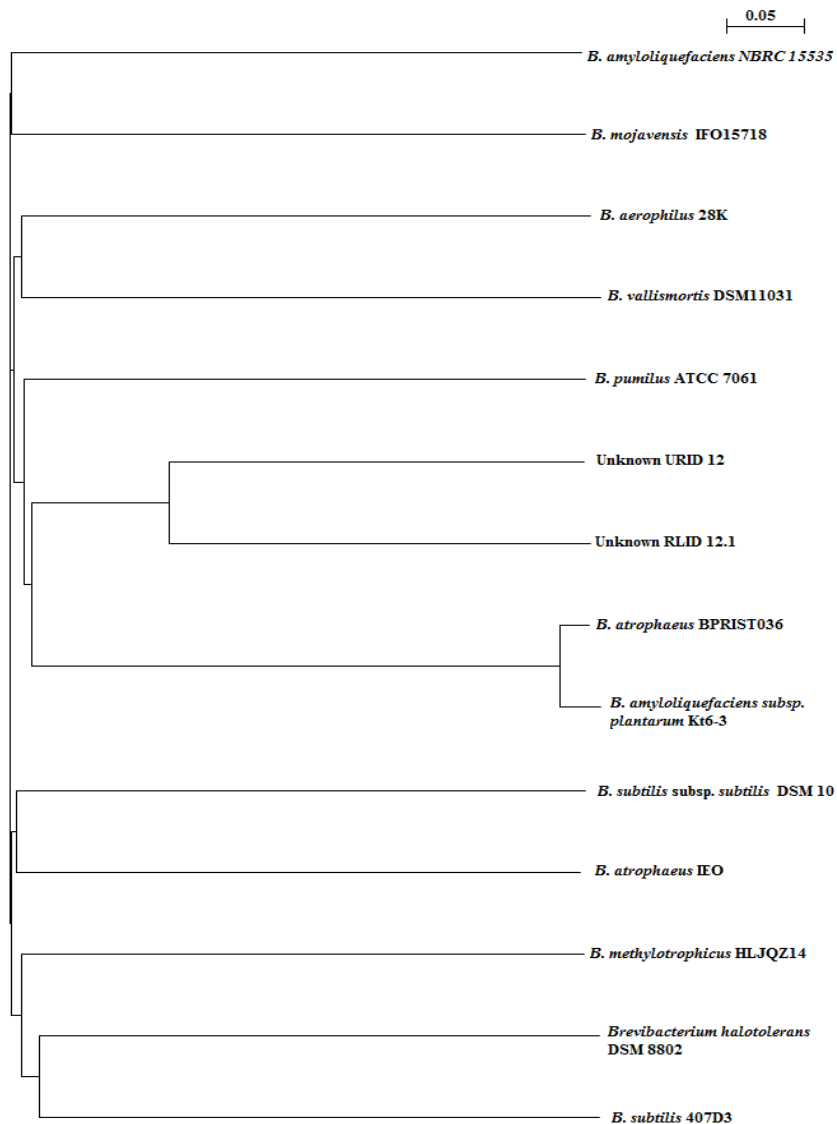 0.05
B. amyloliquefaciens NBRC 15535
B. mojavensis IFO15718
B. aerophilus 28K
B. vallismortis DSM11031
B. pumilus ATCC 7061
Unknown URID 12
Unknown RLID 12.1
B. atrophaeus BPRIST036
B. amyloliquefaciens subsp.
plantarum Kt6-3
B. subtilis subsp. subtilis DSM 10
B. atrophaeus IEO
B. methylotrophicus HLJQZ14
Brevibacterium halotolerans
DSM 8802
B. subtilis 407D3